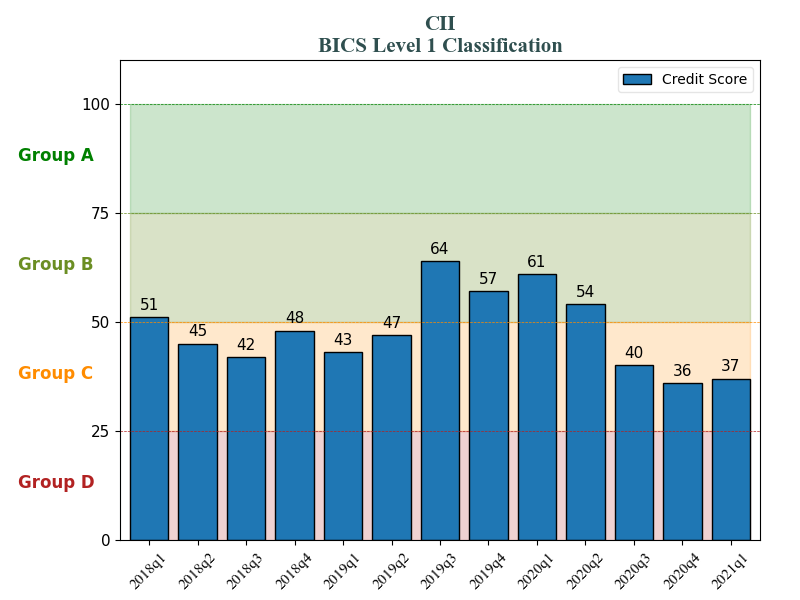 CII
BICS Level 1 Classification
Credit Score
100
Group A
75
Group B
50
Group C
25
Group D
0
51
45
42
48
43
47
64
57
61
54
40
36
37
2018q1
2018q2
2018q3
2018q4
2019q1
2019q2
2019q3
2019q4
2020q1
2020q2
2020q3
2020q4
2021q1